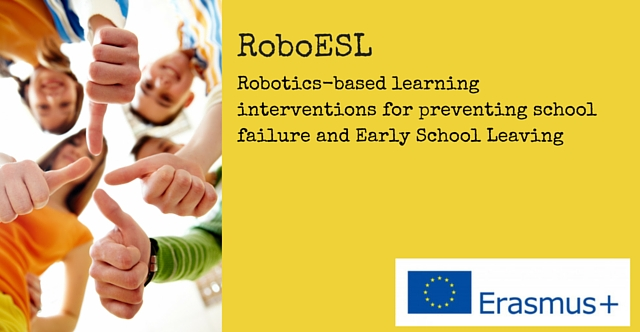 RoboESL
Robotics-based learning
interventions for preventing school
failure and Early School Leaving
Erasmus+